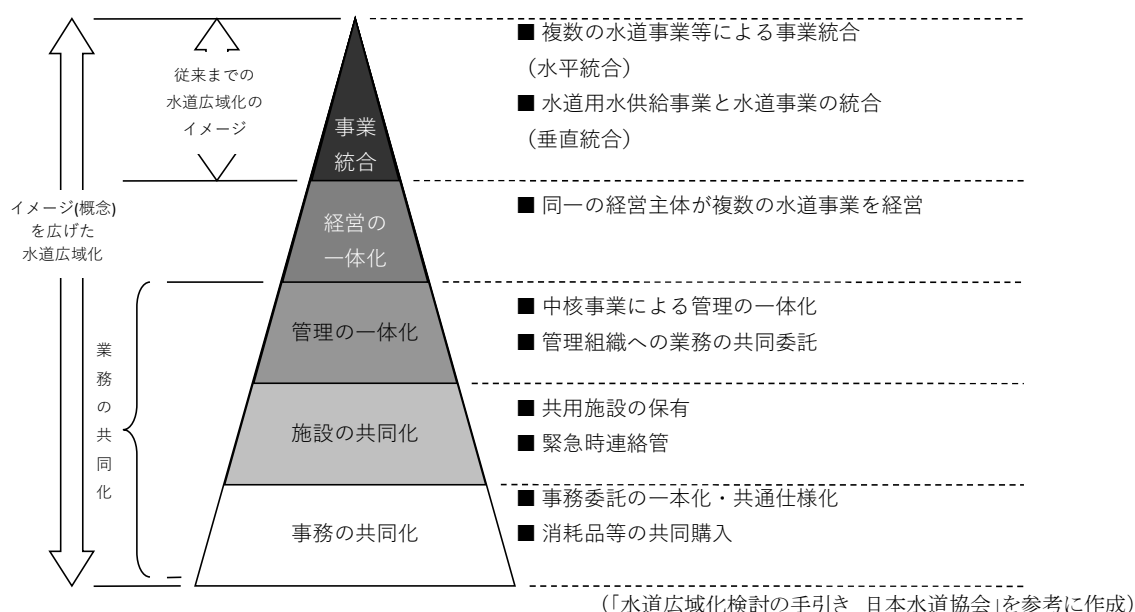 従来までの
水道広域化の
イメージ
イメージ(概念)
を広げた
水道広域化
業務の共同化
事業
統合
経営の
一体化
管理の一体化
施設の共同化
事務の共同化
■ 複数の水道事業等による事業統合
（水平統合）
■ 水道用水供給事業と水道事業の統合
（垂直統合）
■ 同一の経営主体が複数の水道事業を経営
■ 中核事業による管理の一体化
■ 管理組織への業務の共同委託
■ 共用施設の保有
■ 緊急時連絡管
■ 事務委託の一本化・共通仕様化
■ 消耗品等の共同購入
(「水道広域化検討の手引き 日本水道協会」を参考に作成)